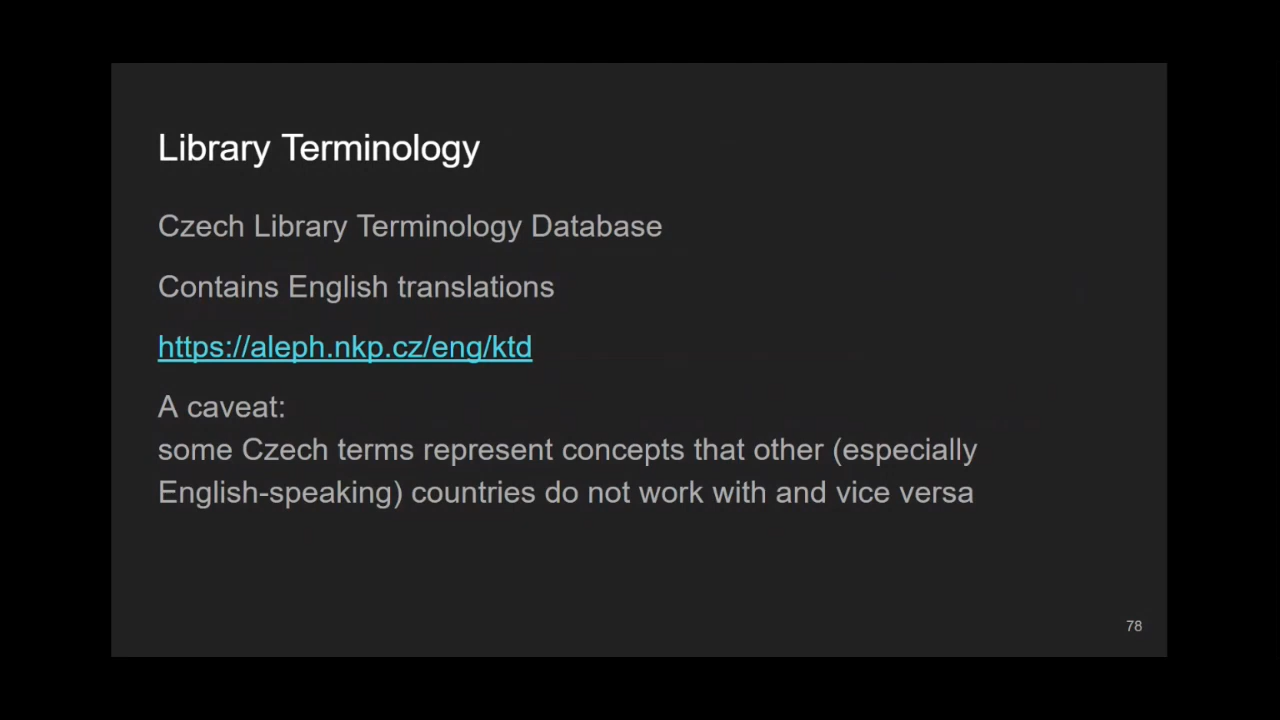 Library Terminology
Czech Library Terminology Database
Contains English translations
https://aleph.nkp.cz/eng/ktd
A caveat:
some Czech terms represent concepts that other (especially
English-speaking) countries do not work with and vice versa
78